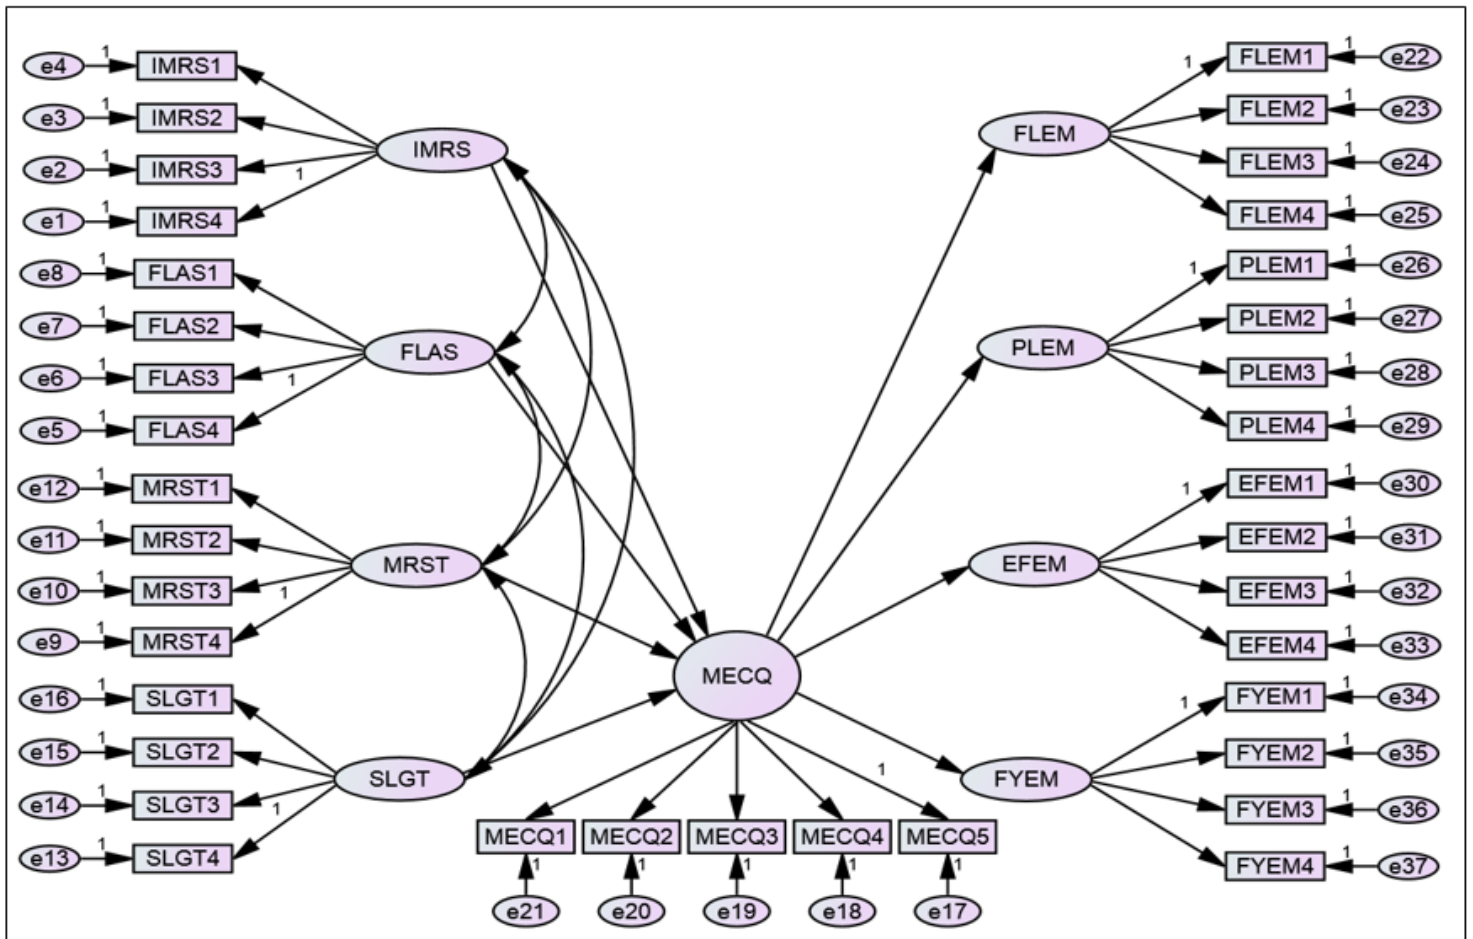 e4 1 IMRS1
e3 1 IMRS2
e2 1 IMRS3
e1 1 IMRS4
1
IMRS
e8 1 FLAS1
e7 1 FLAS2
e6 1 FLAS3
e5 1 FLAS4
1
FLAS
e12 1 MRST1
e11 1 MRST2
e10 1 MRST3
e9 1 MRST4
1
MRST
e16 1 SLGT1
e15 1 SLGT2
e14 1 SLGT3
e13 1 SLGT4
1
SLGT
MECQ
1
MECQ1 MECQ2 MECQ3 MECQ4 MECQ5
1 1 1 1 1
e21 e20 e19 e18 e17
FLEM
1
FLEM1 1 e22
FLEM2 1 e23
FLEM3 1 e24
FLEM4 1 e25
PLEM
1
PLEM1 1 e26
PLEM2 1 e27
PLEM3 1 e28
PLEM4 1 e29
EFEM
1
EFEM1 1 e30
EFEM2 1 e31
EFEM3 1 e32
EFEM4 1 e33
FYEM
1
FYEM1 1 e34
FYEM2 1 e35
FYEM3 1 e36
FYEM4 1 e37